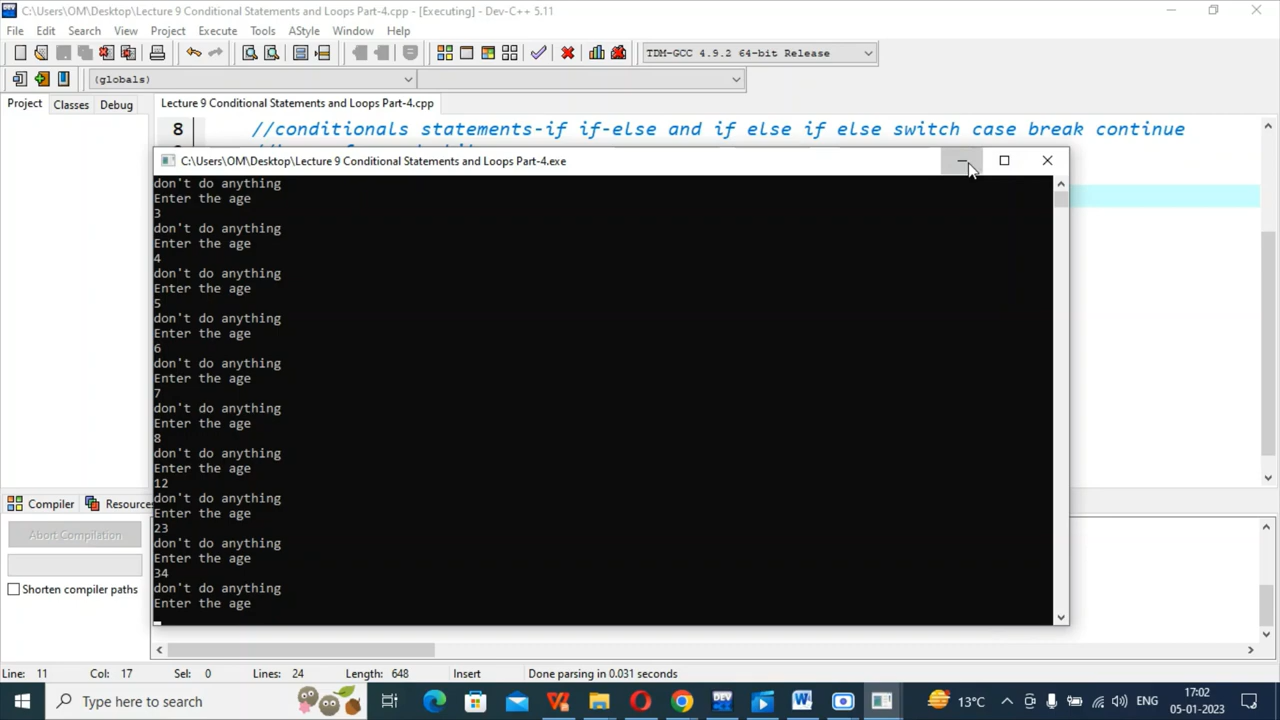 C:\Users\OM\Desktop\Lecture 9 Conditional Statements and Loops Part-4.cpp - [Executing] - Dev-C++ 5.11
File Edit Search View Project Execute Tools AStyle Window Help
TDM-GCC 4.9.2 64-bit Release
(globals)
Project Classes Debug Lecture 9 Conditional Statements and Loops Part-4.cpp
8 //conditionals statements-if if-else and if else if else switch case break continue
C:\Users\OM\Desktop\Lecture 9 Conditional Statements and Loops Part-4.exe
don't do anything
Enter the age
3
don't do anything
Enter the age
4
don't do anything
Enter the age
5
don't do anything
Enter the age
6
don't do anything
Enter the age
7
don't do anything
Enter the age
8
don't do anything
Enter the age
12
don't do anything
Enter the age
23
don't do anything
Enter the age
34
don't do anything
Enter the age
Compiler Resources
Abort Compilation
Shorten compiler paths
Line: 11 Col: 17 Sel: 0 Lines: 24 Length: 648 Insert Done parsing in 0.031 seconds
Type here to search DEV 13°C ENG 17:02
05-01-2023